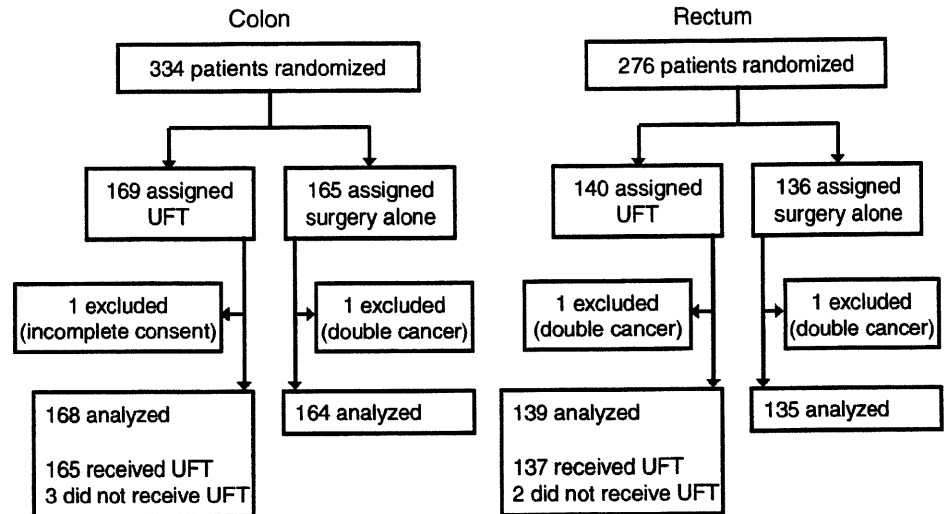 Colon
334 patients randomized
169 assigned
UFT
165 assigned
surgery alone
1 excluded
(incomplete consent)
1 excluded
(double cancer)
168 analyzed
165 received UFT
3 did not receive UFT
164 analyzed
Rectum
276 patients randomized
140 assigned
UFT
136 assigned
surgery alone
1 excluded
(double cancer)
1 excluded
(double cancer)
139 analyzed
137 received UFT
2 did not receive UFT
135 analyzed